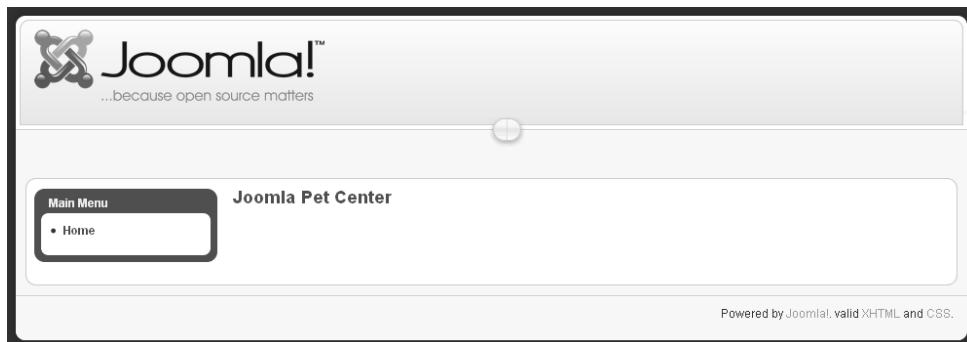 Joomla!™
...because open source matters
Main Menu
Joomla Pet Center
• Home
Powered by Joomla!. valid XHTML and CSS.